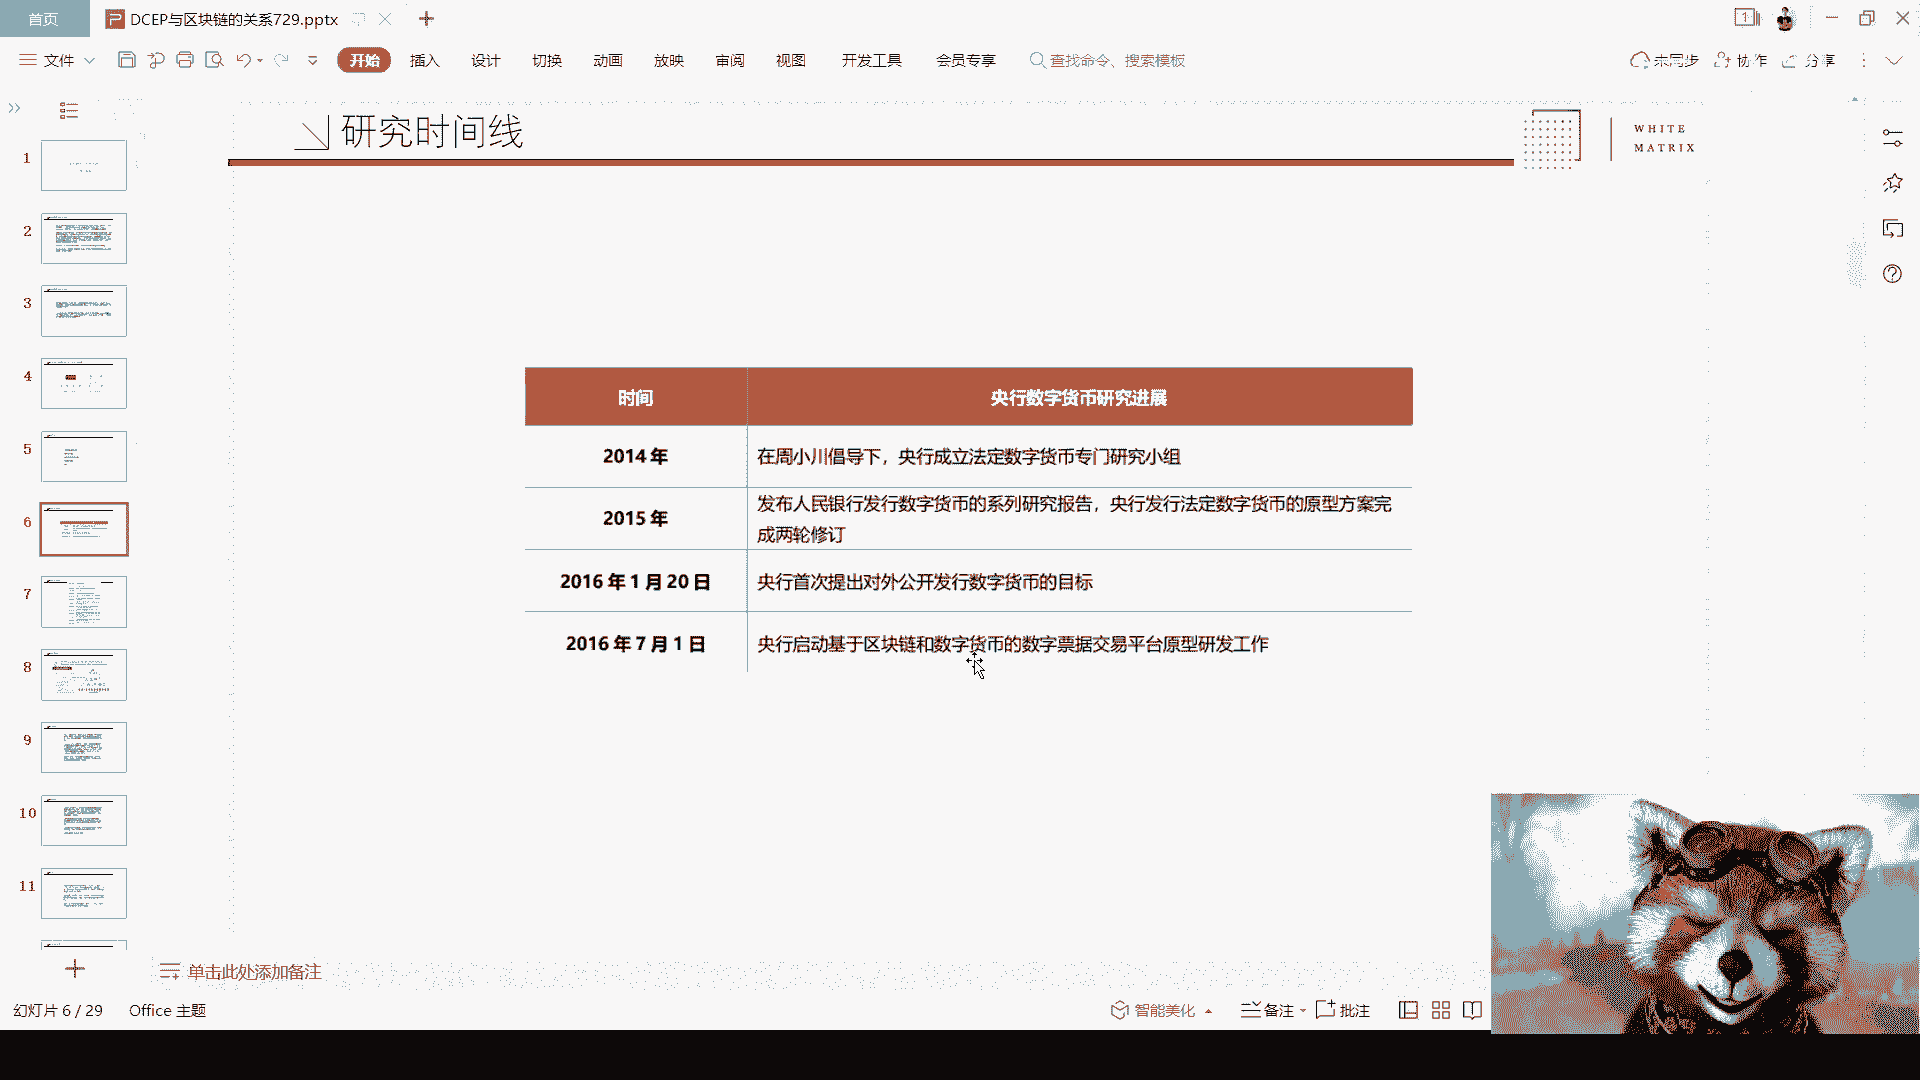 首页
DCEP与区块链的关系729.pptx
1
文件
开始
插入
设计
切换
动画
放映
审阅
视图
开发工具
会员专享
查找命令、搜索模板
未同步
协作
分享
研究时间线
WHITE
MATRIX
1
2
3
4
5
6
7
8
9
10
11
时间
央行数字货币研究进展
2014 年
在周小川倡导下，央行成立法定数字货币专门研究小组
2015 年
发布人民银行发行数字货币的系列研究报告，央行发行法定数字货币的原型方案完
成两轮修订
2016 年 1 月 20 日
央行首次提出对外公开发行数字货币的目标
2016 年 7 月 1 日
央行启动基于区块链和数字货币的数字票据交易平台原型研发工作
单击此处添加备注
幻灯片 6 / 29
Office 主题
智能美化
备注
批注